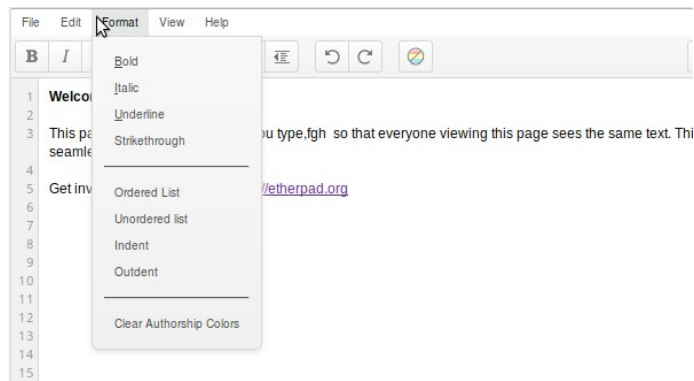 File Edit Format View Help
B I
Bold
Italic
Underline
Strikethrough
Ordered List
Unordered list
Indent
Outdent
Clear Authorship Colors
1 Welco
2
3 This pa u type,fgh so that everyone viewing this page sees the same text. Thi
seamle
4
5 Get inv //etherpad.org
6
7
8
9
10
11
12
13
14
15